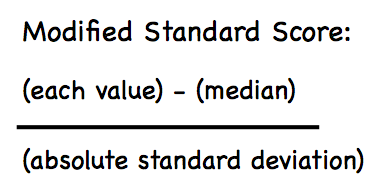 Modified Standard Score:
(each value) - (median)
(absolute standard deviation)